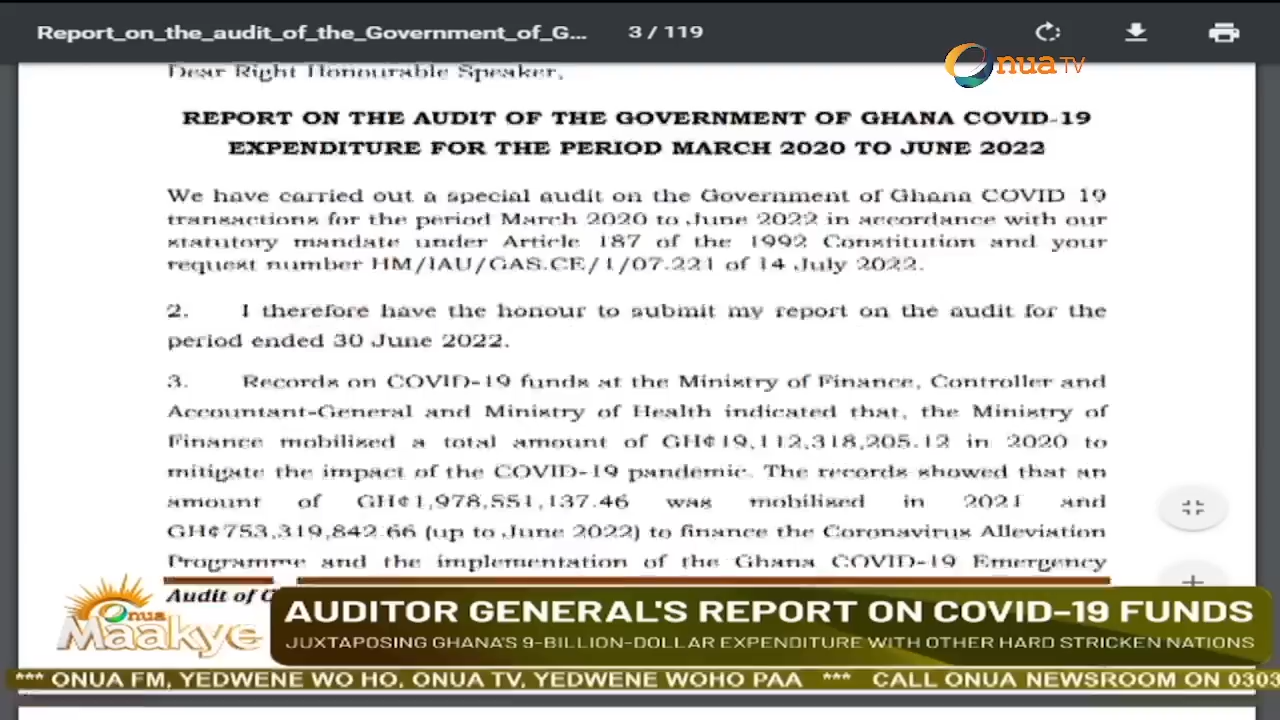 Report_on_the_audit_of_the_Government_of_G...
3 / 119
Onua TV
Dear Right Honourable Speaker,
REPORT ON THE AUDIT OF THE GOVERNMENT OF GHANA COVID-19
EXPENDITURE FOR THE PERIOD MARCH 2020 TO JUNE 2022
We have carried out a special audit on the Government of Ghana COVID 19
transactions for the period March 2020 to June 2022 in accordance with our
statutory mandate under Article 187 of the 1992 Constitution and your
request number HM/IAU/GAS.CE/1/07.221 of 14 July 2022.
2. I therefore have the honour to submit my report on the audit for the
period ended 30 June 2022.
3. Records on COVID-19 funds at the Ministry of Finance, Controller and
Accountant-General and Ministry of Health indicated that, the Ministry of
Finance mobilised a total amount of GH¢19,112,318,205.12 in 2020 to
mitigate the impact of the COVID-19 pandemic. The records showed that an
amount of GH¢1,978,551,137.46 was mobilised in 2021 and
GH¢753,319,842.66 (up to June 2022) to finance the Coronavirus Alleviation
Programme and the implementation of the Ghana COVID-19 Emergency
Audit of G
Onua
Maakye
AUDITOR GENERAL'S REPORT ON COVID-19 FUNDS
JUXTAPOSING GHANA'S 9-BILLION-DOLLAR EXPENDITURE WITH OTHER HARD STRICKEN NATIONS
*** ONUA FM, YEDWENE WO HO, ONUA TV, YEDWENE WOHO PAA *** CALL ONUA NEWSROOM ON 0303